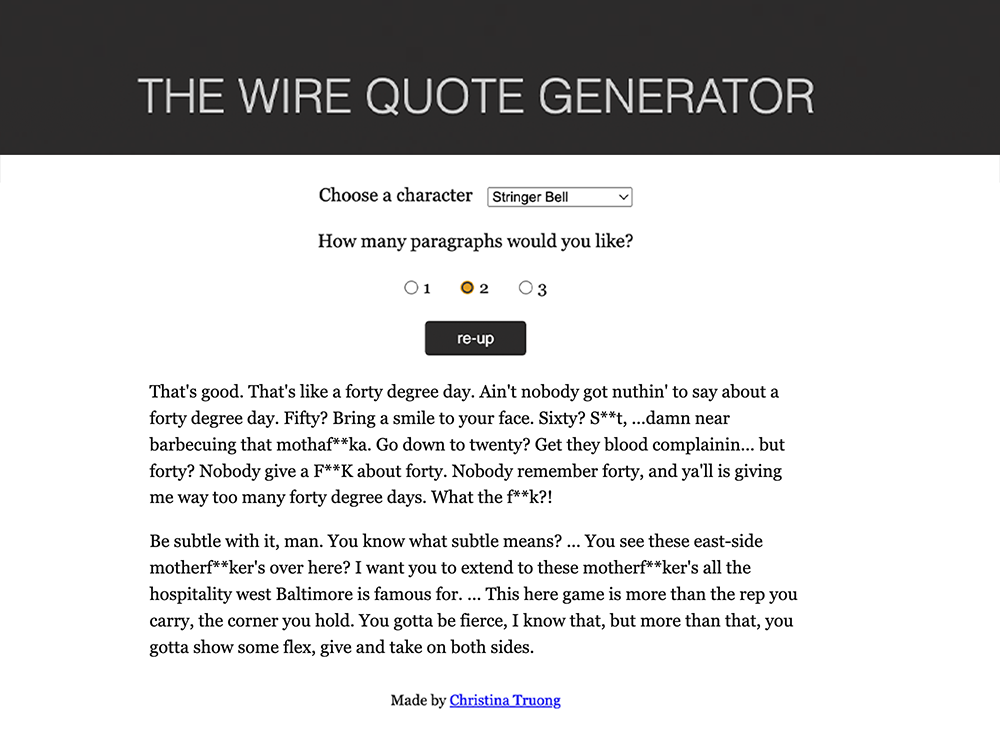 THE WIRE QUOTE GENERATOR
Choose a character Stringer Bell
How many paragraphs would you like?
1 2 3
re-up
That's good. That's like a forty degree day. Ain't nobody got nuthin' to say about a
forty degree day. Fifty? Bring a smile to your face. Sixty? S**t, ...damn near
barbecuing that mothaf**ka. Go down to twenty? Get they blood complainin... but
forty? Nobody give a F**K about forty. Nobody remember forty, and ya'll is giving
me way too many forty degree days. What the f**k?!
Be subtle with it, man. You know what subtle means? ... You see these east-side
motherf**ker's over here? I want you to extend to these motherf**ker's all the
hospitality west Baltimore is famous for. ... This here game is more than the rep you
carry, the corner you hold. You gotta be fierce, I know that, but more than that, you
gotta show some flex, give and take on both sides.
Made by Christina Truong